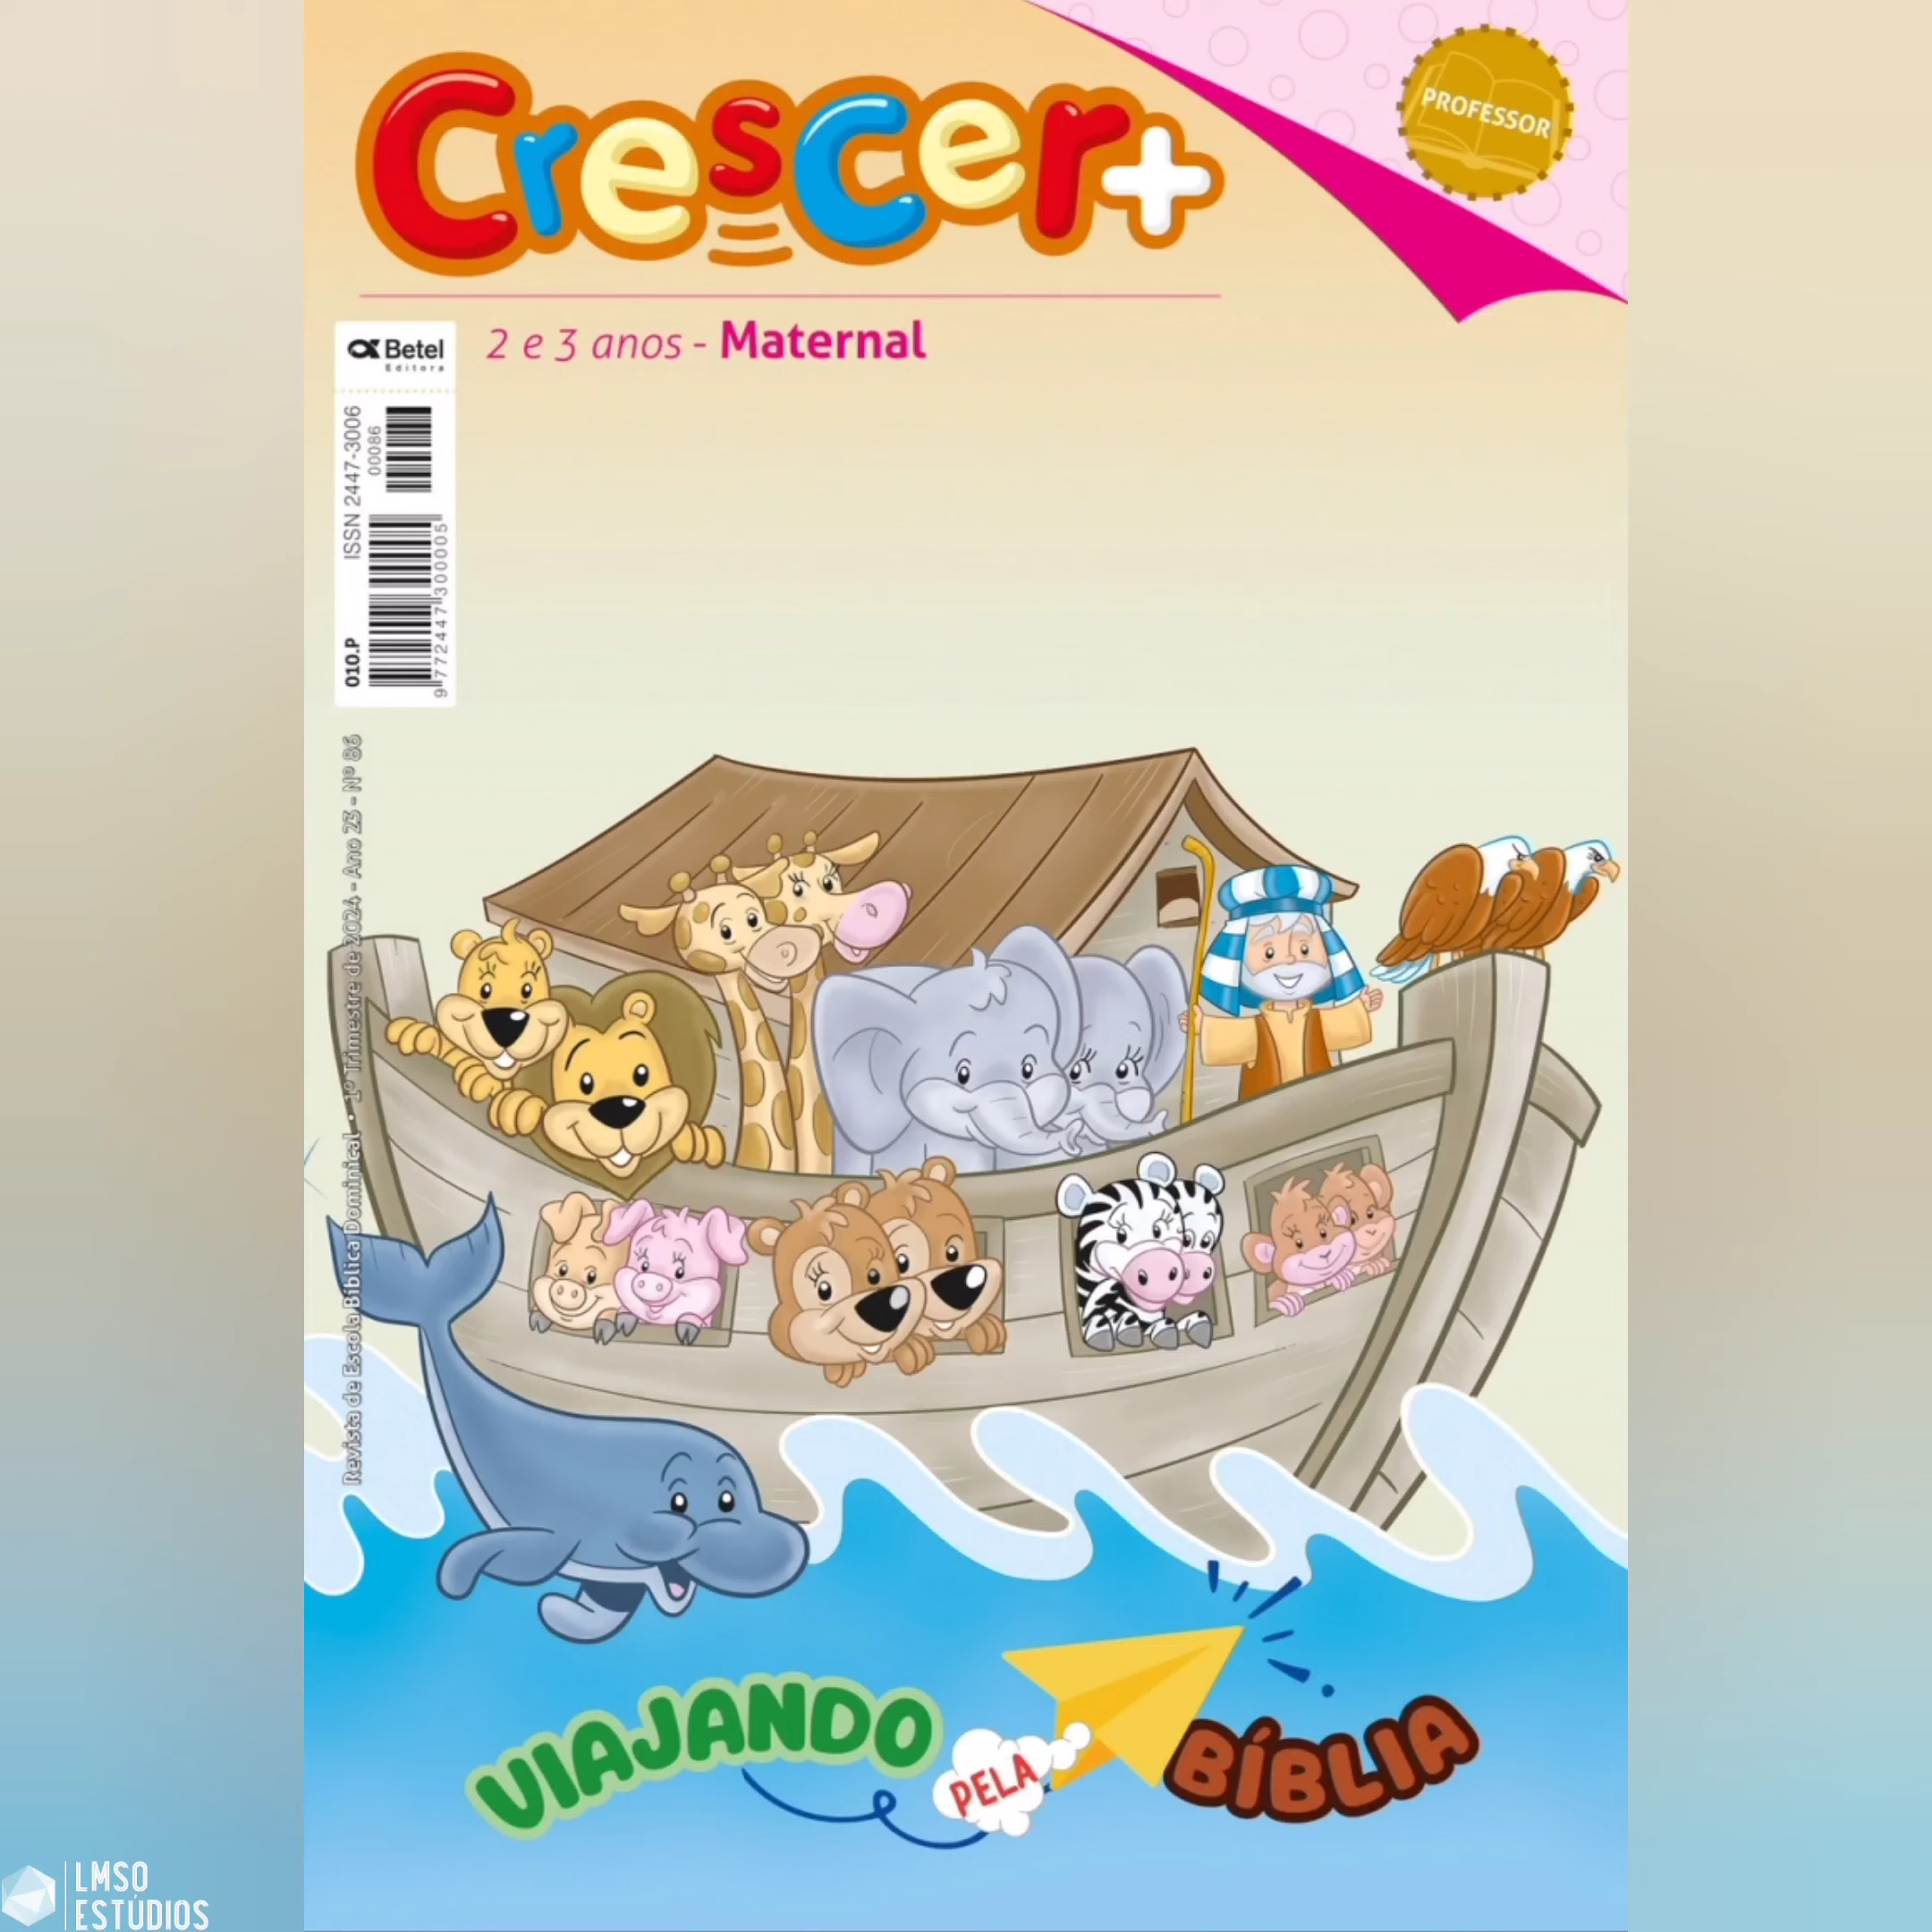 Crescer+
PROFESSOR
2 e 3 anos - Maternal
Betel
Editora
ISSN 2447-3006
00086
9 772447 300005
010.P
Revista de Escola Bíblica Dominical • 1º Trimestre de 2024 - Ano 23 - Nº 86
VIAJANDO
PELA
BÍBLIA
LMSO
ESTÚDIOS